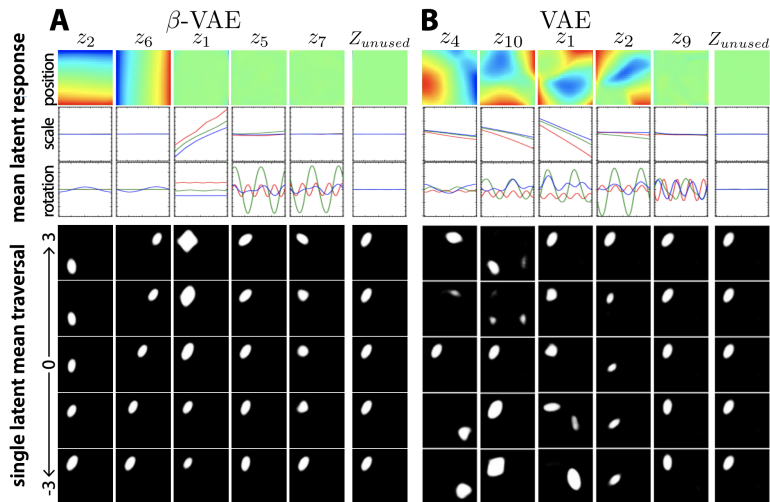 A β-VAE B VAE
z2 z6 z1 z5 z7 Zunused z4 z10 z1 z2 z9 Zunused
mean latent response
position
scale
rotation
single latent mean traversal
3
0
-3